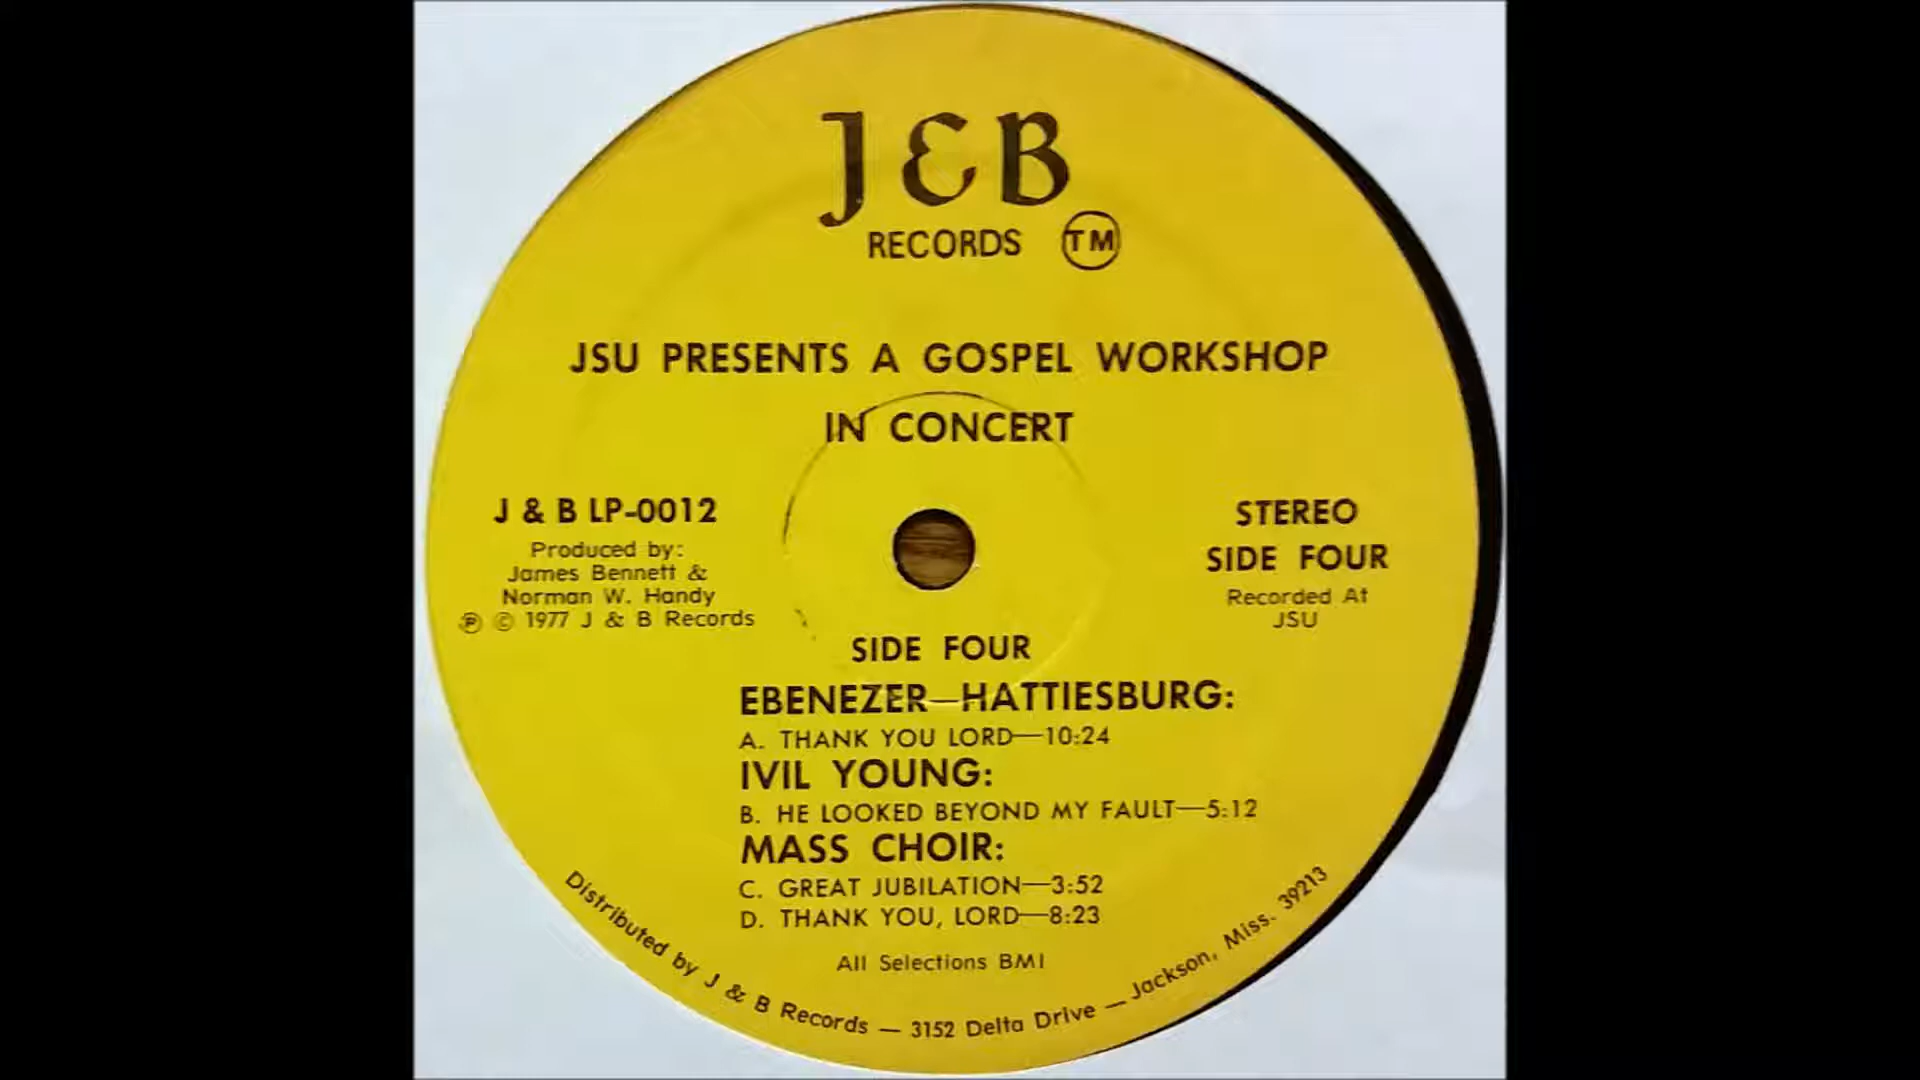 J & B
RECORDS TM
JSU PRESENTS A GOSPEL WORKSHOP
IN CONCERT
J & B LP-0012
Produced by:
James Bennett &
Norman W. Handy
℗ © 1977 J & B Records
STEREO
SIDE FOUR
Recorded At
JSU
SIDE FOUR
EBENEZER—HATTIESBURG:
A. THANK YOU LORD—10:24
IVIL YOUNG:
B. HE LOOKED BEYOND MY FAULT—5:12
MASS CHOIR:
C. GREAT JUBILATION—3:52
D. THANK YOU, LORD—8:23
All Selections BMI
Distributed by J & B Records — 3152 Delta Drive — Jackson, Miss. 39213